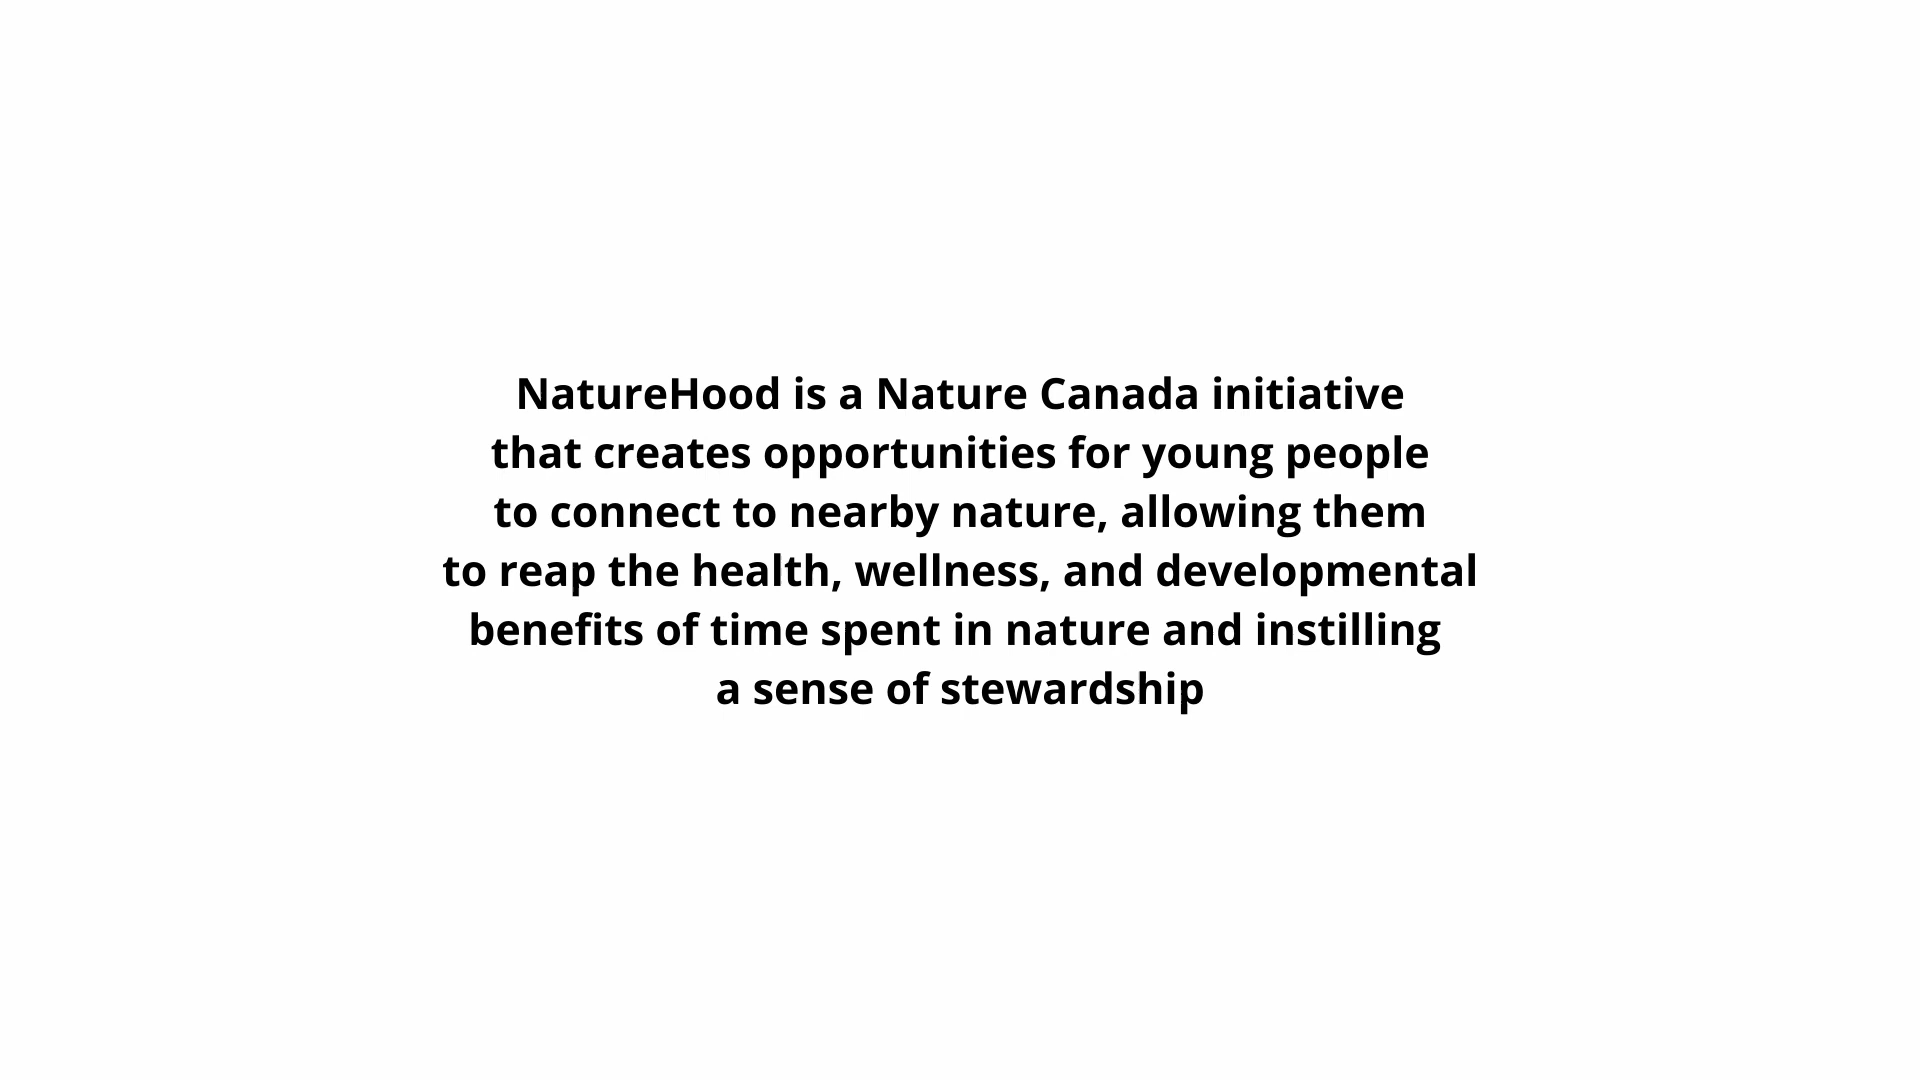 NatureHood is a Nature Canada initiative
that creates opportunities for young people
to connect to nearby nature, allowing them
to reap the health, wellness, and developmental
benefits of time spent in nature and instilling
a sense of stewardship